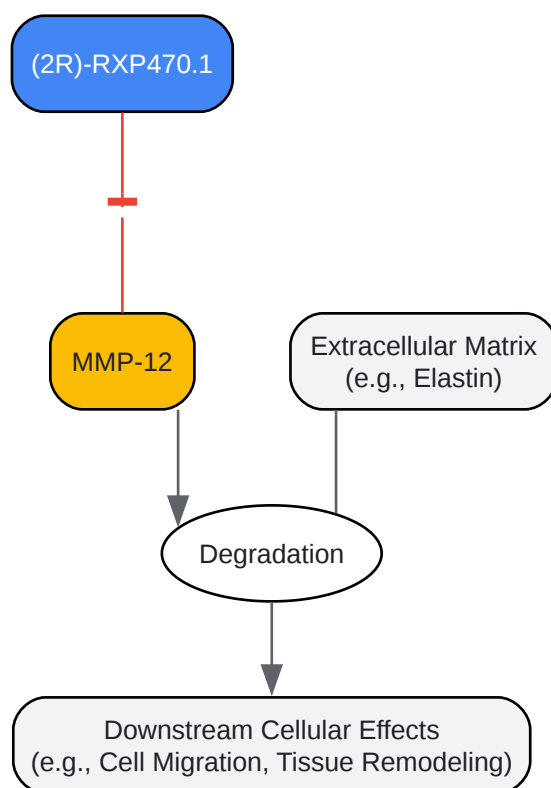 (2R)-RXP470.1
MMP-12
Extracellular Matrix
(e.g., Elastin)
Degradation
Downstream Cellular Effects
(e.g., Cell Migration, Tissue Remodeling)